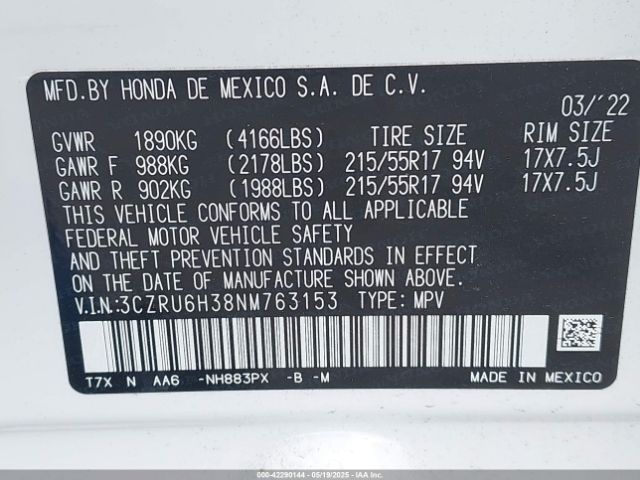 MFD.BY HONDA DE MEXICO S.A. DE C.V.
03/'22
GVWR 1890KG (4166LBS) TIRE SIZE RIM SIZE
GAWR F 988KG (2178LBS) 215/55R17 94V 17X7.5J
GAWR R 902KG (1988LBS) 215/55R17 94V 17X7.5J
THIS VEHICLE CONFORMS TO ALL APPLICABLE
FEDERAL MOTOR VEHICLE SAFETY
AND THEFT PREVENTION STANDARDS IN EFFECT
ON THE DATE OF MANUFACTURE SHOWN ABOVE.
V.I.N.:3CZRU6H38NM763153 TYPE: MPV
T7X N AA6 -NH883PX -B -M MADE IN MEXICO
000-42290144 - 05/19/2025 - IAAI Copart